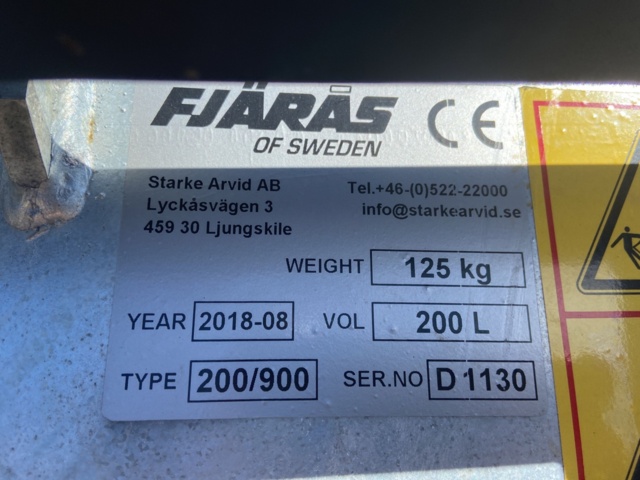 FJÄRÅS
OF SWEDEN
CE
Starke Arvid AB
Lyckåsvägen 3
459 30 Ljungskile
Tel.+46-(0)522-22000
info@starkearvid.se
WEIGHT 125 kg
YEAR 2018-08 VOL 200 L
TYPE 200/900 SER.NO D 1130